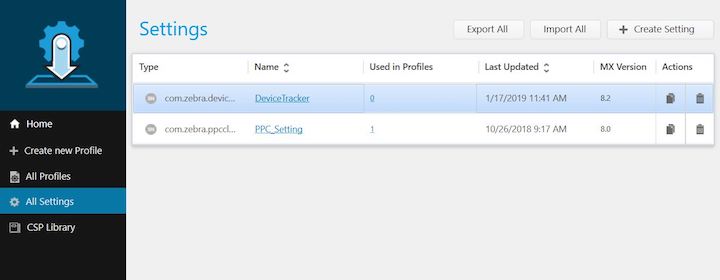 Settings
Export All
Import All
Create Setting
Type
Name
Used in Profiles
Last Updated
MX Version
Actions
com.zebra.devic...
DeviceTracker
0
1/17/2019 11:41 AM
8.2
com.zebra.ppccl...
PPC_Setting
1
10/26/2018 9:17 AM
8.0
Home
Create new Profile
All Profiles
All Settings
CSP Library